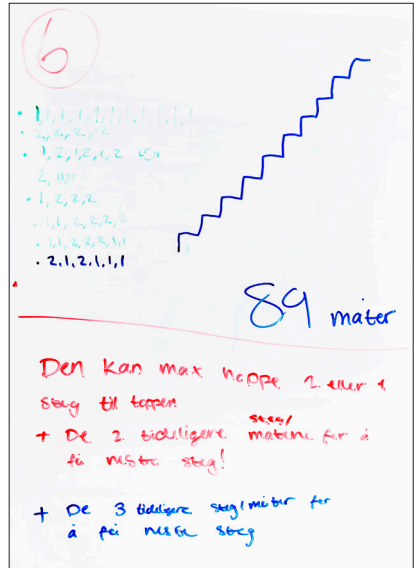 6
• 1,1,1,1,1,1,1,1,1,1
2,2,2,2,2
• 1,2,1,2,1,2
2,
• 1,2,2,2
1,1,2,2,2,2
1,1,2,2,2,1,1
• 2,1,2,1,1,1
89 måter
Den kan max hoppe 2 eller 1
steg til toppen
steg/
+ De 2 tidligere måtene for å
få neste steg!
+ De 3 tidligere steg/måter for
å få neste steg